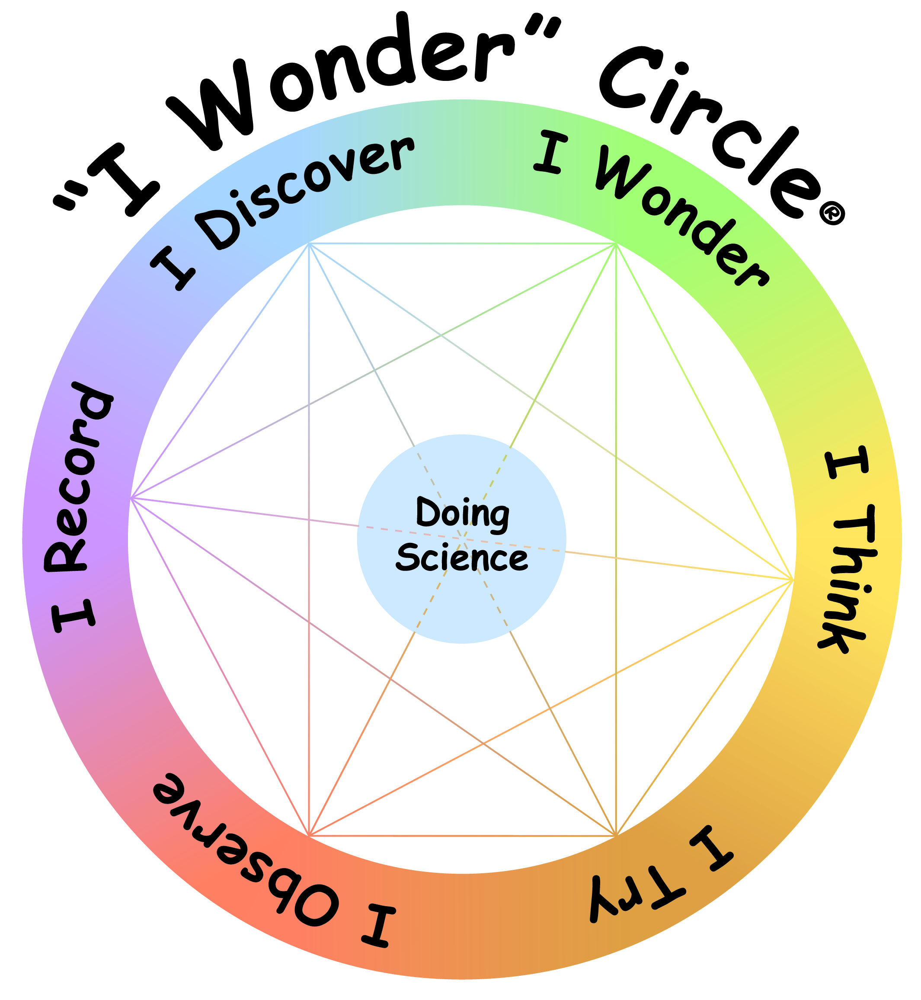 “I Wonder” Circle®
I Wonder
I Think
I Try
I Observe
I Record
I Discover
Doing
Science